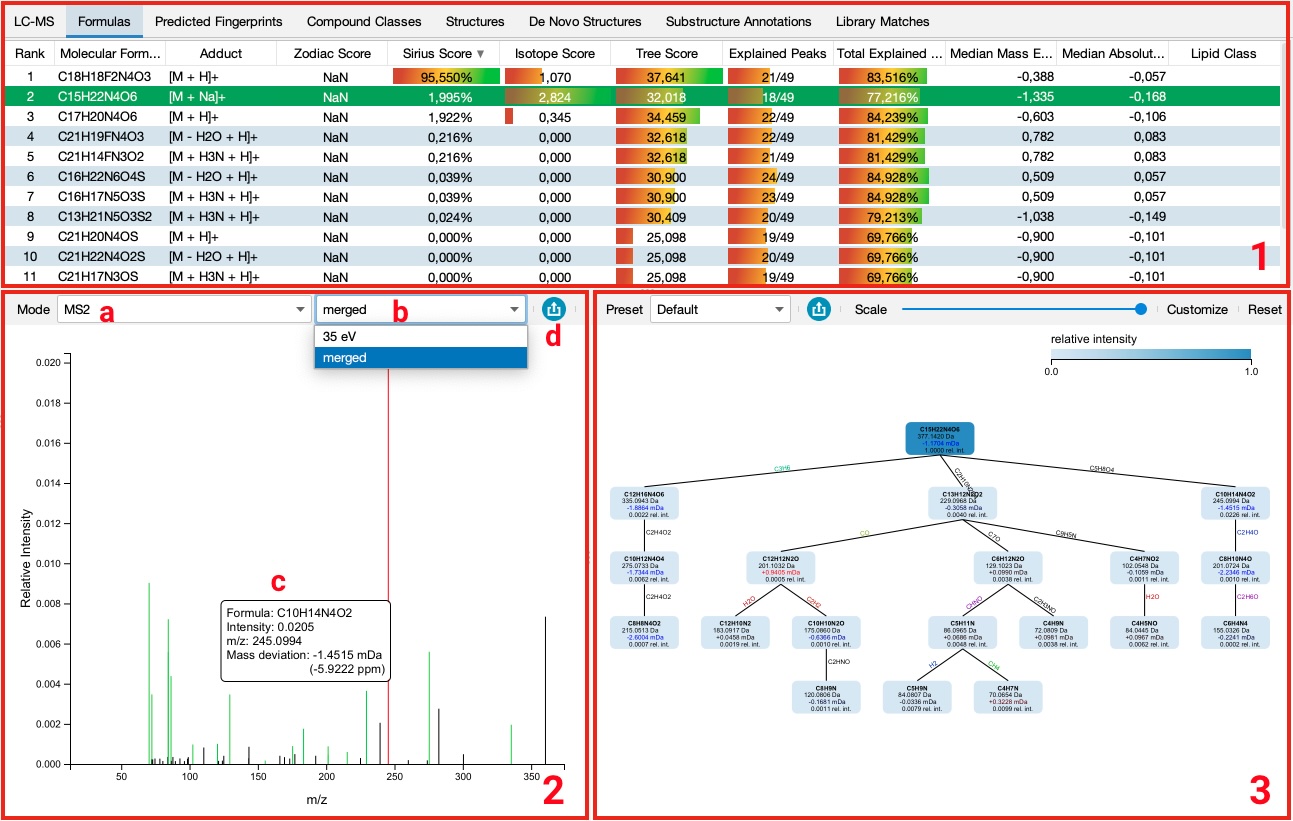 LC-MS Formulas Predicted Fingerprints Compound Classes Structures De Novo Structures Substructure Annotations Library Matches
Rank Molecular Form... Adduct Zodiac Score Sirius Score ▼ Isotope Score Tree Score Explained Peaks Total Explained ... Median Mass E... Median Absolut... Lipid Class
1 C18H18F2N4O3 [M + H]+ NaN 95,550% 1,070 37,641 21/49 83,516% -0,388 -0,057
2 C15H22N4O6 [M + Na]+ NaN 1,995% 2,824 32,018 18/49 77,216% -1,335 -0,168
3 C17H20N4O6 [M + H]+ NaN 1,922% 0,345 34,459 22/49 84,239% -0,603 -0,106
4 C21H19FN4O3 [M - H2O + H]+ NaN 0,216% 0,000 32,618 22/49 81,429% 0,782 0,083
5 C21H14FN3O2 [M + H3N + H]+ NaN 0,216% 0,000 32,618 21/49 81,429% 0,782 0,083
6 C16H22N6O4S [M - H2O + H]+ NaN 0,039% 0,000 30,900 24/49 84,928% 0,509 0,057
7 C16H17N5O3S [M + H3N + H]+ NaN 0,039% 0,000 30,900 23/49 84,928% 0,509 0,057
8 C13H21N5O3S2 [M + H3N + H]+ NaN 0,024% 0,000 30,409 20/49 79,213% -1,038 -0,149
9 C21H20N4OS [M + H]+ NaN 0,000% 0,000 25,098 19/49 69,766% -0,900 -0,101
10 C21H22N4O2S [M - H2O + H]+ NaN 0,000% 0,000 25,098 20/49 69,766% -0,900 -0,101
11 C21H17N3OS [M + H3N + H]+ NaN 0,000% 0,000 25,098 19/49 69,766% -0,900 -0,101
1
Mode MS2 a merged b
35 eV
merged
d
0.020
0.018
0.016
0.014
0.012
0.010
0.008
0.006
0.004
0.002
0.000
Relative Intensity
c
Formula: C10H14N4O2
Intensity: 0.0205
m/z: 245.0994
Mass deviation: -1.4515 mDa
(-5.9222 ppm)
50 100 150 200 250 300 350
m/z
2
Preset Default Scale Customize Reset
relative intensity
0.0 1.0
C15H22N4O6
377.1420 Da
-1.1704 mDa
1.0000 rel. int.
C3H6
C5H8O4
C12H16N4O6
335.0943 Da
-1.8864 mDa
0.0022 rel. int.
C13H12N2O2
229.0968 Da
-0.3058 mDa
0.0040 rel. int.
C10H14N4O2
245.0994 Da
-1.4515 mDa
0.0226 rel. int.
C2H4O2
CO
C7O
C9H5N
C2H4O
C10H12N4O4
275.0733 Da
-1.7344 mDa
0.0062 rel. int.
C12H12N2O
201.1032 Da
+0.9405 mDa
0.0005 rel. int.
C6H12N2O
129.1023 Da
+0.0990 mDa
0.0038 rel. int.
C4H7NO2
102.0548 Da
-0.1059 mDa
0.0011 rel. int.
C8H10N4O
201.0724 Da
-2.2346 mDa
0.0010 rel. int.
C2H4O2
H2O
C2H2
CHNO
C2H3NO
H2O
C2H6O
C8H8N4O2
215.0513 Da
-2.6004 mDa
0.0007 rel. int.
C12H10N2
183.0917 Da
+0.0458 mDa
0.0019 rel. int.
C10H10N2O
175.0860 Da
-0.6366 mDa
0.0010 rel. int.
C5H11N
86.0965 Da
+0.0686 mDa
0.0048 rel. int.
C4H9N
72.0809 Da
+0.0981 mDa
0.0038 rel. int.
C4H5NO
84.0445 Da
+0.0967 mDa
0.0062 rel. int.
C6H4N4
155.0326 Da
-0.2241 mDa
0.0002 rel. int.
C2HNO
H2
CH4
C8H9N
120.0806 Da
-0.1681 mDa
0.0011 rel. int.
C5H9N
84.0807 Da
-0.0336 mDa
0.0079 rel. int.
C4H7N
70.0654 Da
+0.3228 mDa
0.0099 rel. int.
3